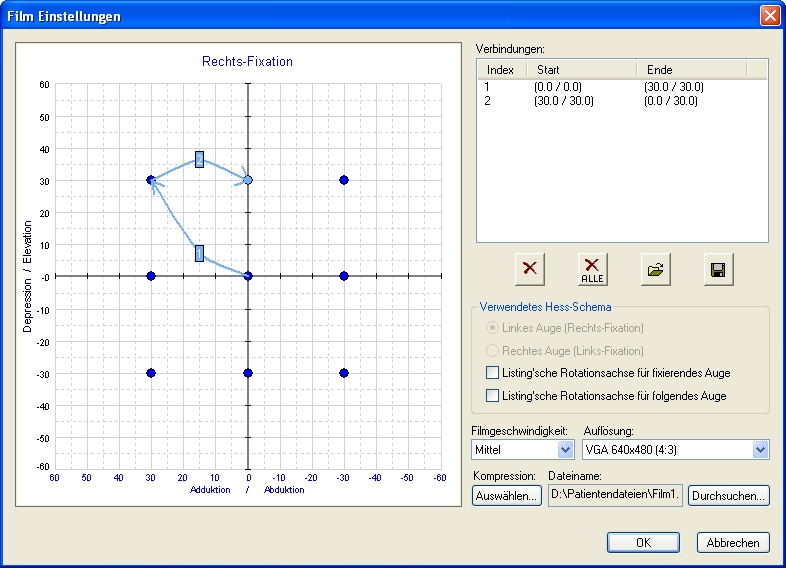 Film Einstellungen
Rechts-Fixation
60
50
40
30
20
10
-0
-10
-20
-30
-40
-50
-60
Depression / Elevation
2
1
60 50 40 30 20 10 0 -10 -20 -30 -40 -50 -60
Adduktion / Abduktion
Verbindungen:
Index Start Ende
1 (0.0 / 0.0) (30.0 / 30.0)
2 (30.0 / 30.0) (0.0 / 30.0)
ALLE
Verwendetes Hess-Schema
Linkes Auge (Rechts-Fixation)
Rechtes Auge (Links-Fixation)
Listing'sche Rotationsachse für fixierendes Auge
Listing'sche Rotationsachse für folgendes Auge
Filmgeschwindigkeit: Auflösung:
Mittel VGA 640x480 (4:3)
Kompression: Dateiname:
Auswählen... D:\Patientendateien\Film1. Durchsuchen...
OK Abbrechen